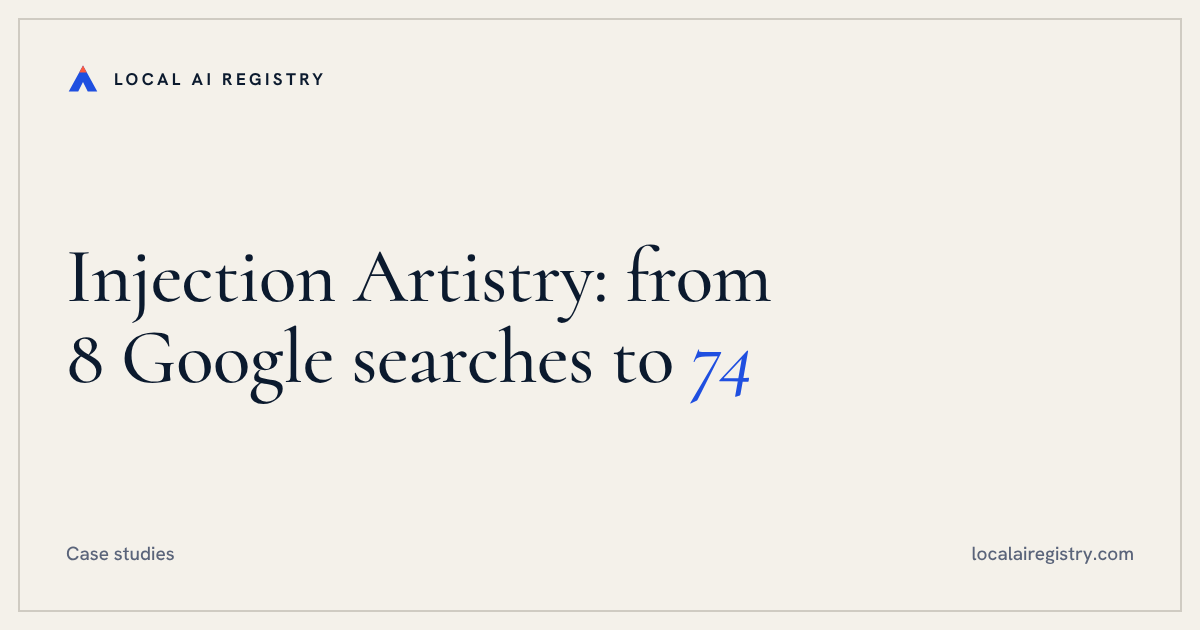 LOCAL AI REGISTRY
Injection Artistry: from
8 Google searches to 74
Case studies
localairegistry.com